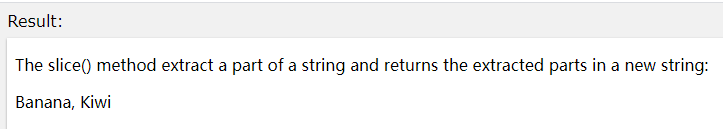 Result:
The slice() method extract a part of a string and returns the extracted parts in a new string:
Banana, Kiwi